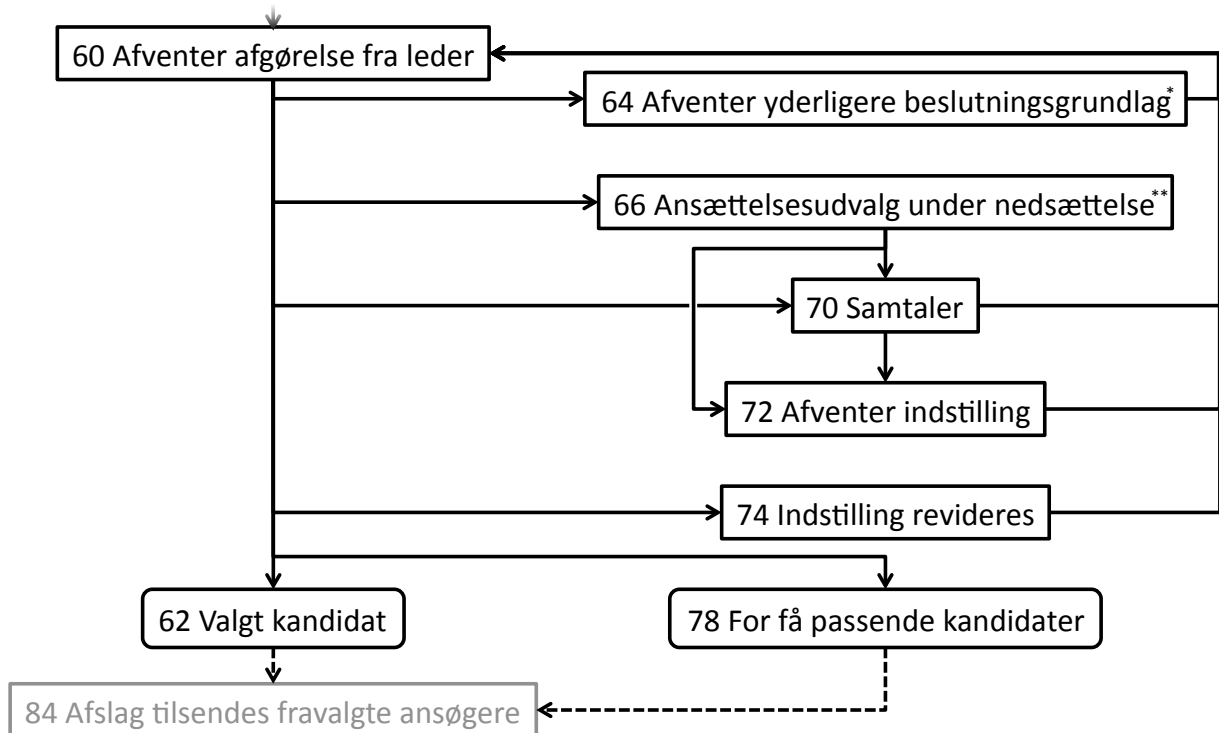 60 Afventer afgørelse fra leder
64 Afventer yderligere beslutningsgrundlag*
66 Ansættelsesudvalg under nedsættelse**
70 Samtaler
72 Afventer indstilling
74 Indstilling revideres
62 Valgt kandidat
78 For få passende kandidater
84 Afslag tilsendes fravalgte ansøgere